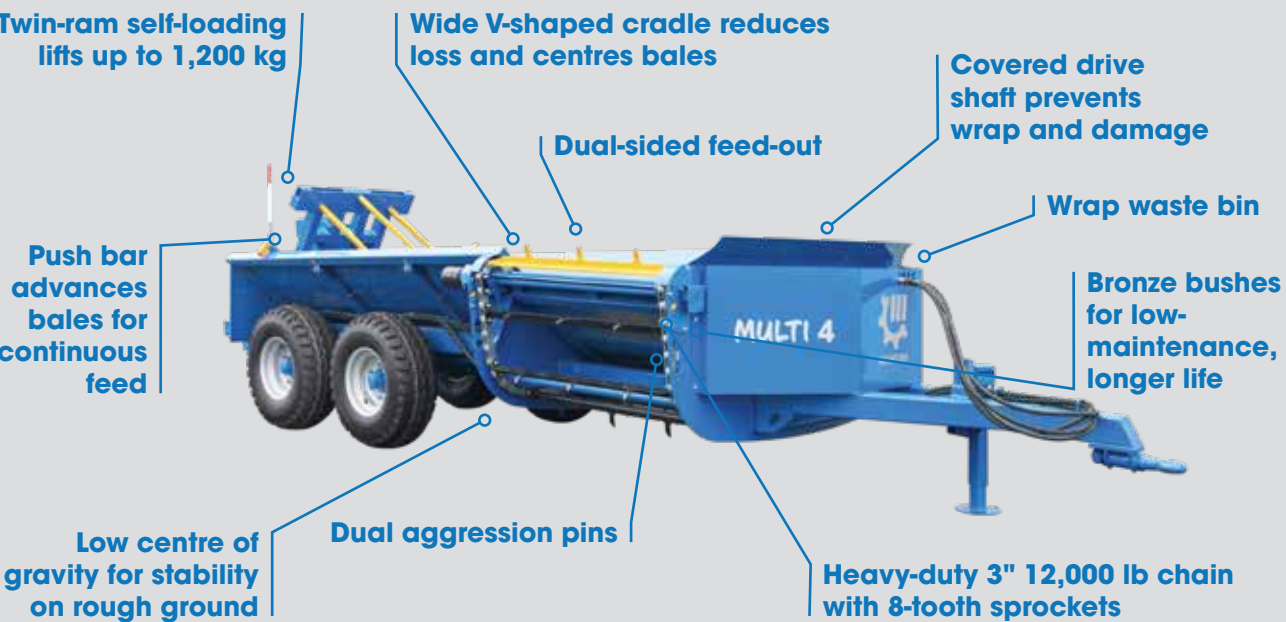 Twin-ram self-loading
lifts up to 1,200 kg
Wide V-shaped cradle reduces
loss and centres bales
Covered drive
shaft prevents
wrap and damage
Dual-sided feed-out
Wrap waste bin
Push bar
advances
bales for
continuous
feed
Bronze bushes
for low-
maintenance,
longer life
MULTI 4
Low centre of
gravity for stability
on rough ground
Dual aggression pins
Heavy-duty 3" 12,000 lb chain
with 8-tooth sprockets